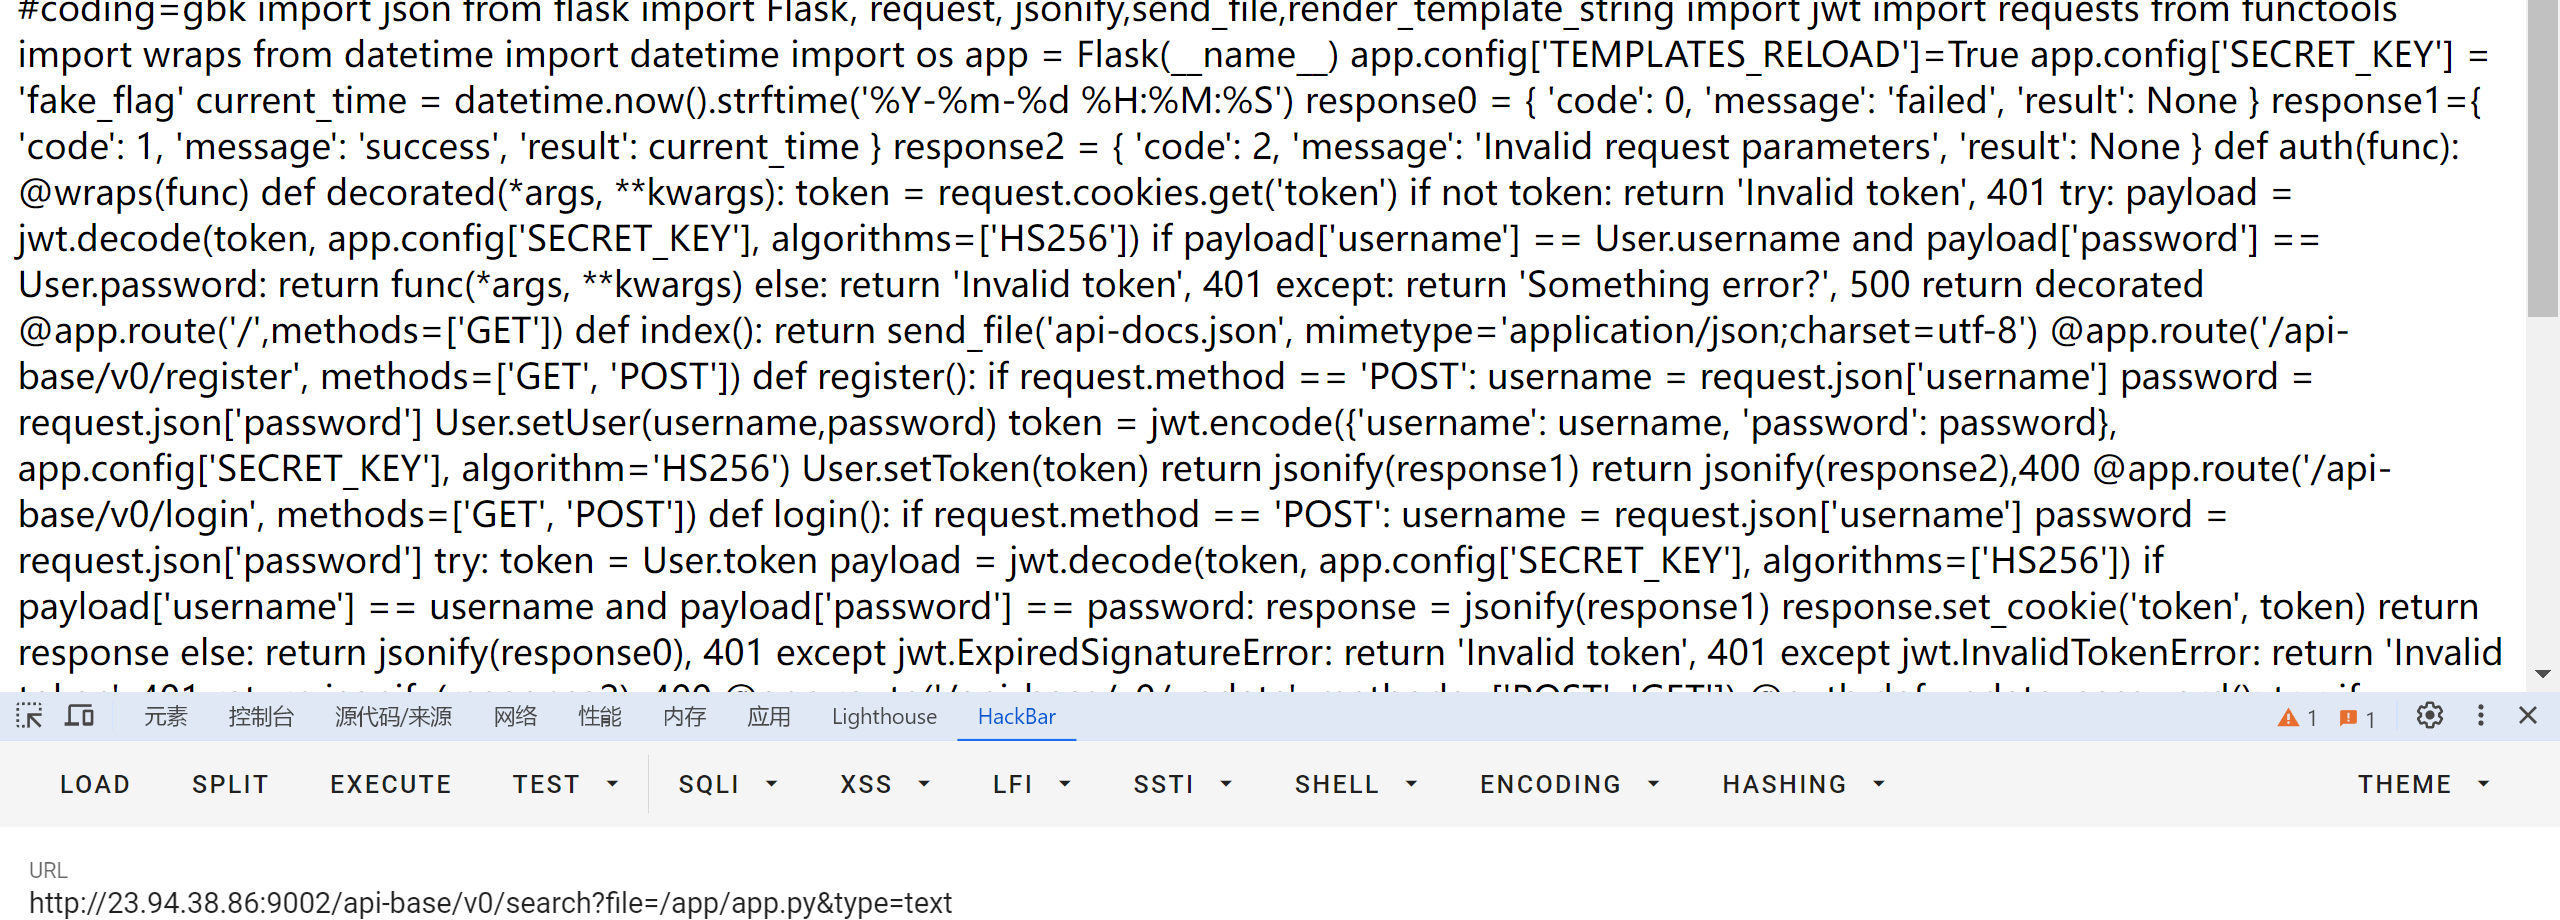 #coding=gbk import json from flask import Flask, request, jsonify,send_file,render_template_string import jwt import requests from functools
import wraps from datetime import datetime import os app = Flask(__name__) app.config['TEMPLATES_RELOAD']=True app.config['SECRET_KEY'] =
'fake_flag' current_time = datetime.now().strftime('%Y-%m-%d %H:%M:%S') response0 = { 'code': 0, 'message': 'failed', 'result': None } response1={
'code': 1, 'message': 'success', 'result': current_time } response2 = { 'code': 2, 'message': 'Invalid request parameters', 'result': None } def auth(func):
@wraps(func) def decorated(*args, **kwargs): token = request.cookies.get('token') if not token: return 'Invalid token', 401 try: payload =
jwt.decode(token, app.config['SECRET_KEY'], algorithms=['HS256']) if payload['username'] == User.username and payload['password'] ==
User.password: return func(*args, **kwargs) else: return 'Invalid token', 401 except: return 'Something error?', 500 return decorated
@app.route('/',methods=['GET']) def index(): return send_file('api-docs.json', mimetype='application/json;charset=utf-8') @app.route('/api-
base/v0/register', methods=['GET', 'POST']) def register(): if request.method == 'POST': username = request.json['username'] password =
request.json['password'] User.setUser(username,password) token = jwt.encode({'username': username, 'password': password},
app.config['SECRET_KEY'], algorithm='HS256') User.setToken(token) return jsonify(response1) return jsonify(response2),400 @app.route('/api-
base/v0/login', methods=['GET', 'POST']) def login(): if request.method == 'POST': username = request.json['username'] password =
request.json['password'] try: token = User.token payload = jwt.decode(token, app.config['SECRET_KEY'], algorithms=['HS256']) if
payload['username'] == username and payload['password'] == password: response = jsonify(response1) response.set_cookie('token', token) return
response else: return jsonify(response0), 401 except jwt.ExpiredSignatureError: return 'Invalid token', 401 except jwt.InvalidTokenError: return 'Invalid
元素 控制台 源代码/来源 网络 性能 内存 应用 Lighthouse HackBar 1 1
LOAD SPLIT EXECUTE TEST SQLI XSS LFI SSTI SHELL ENCODING HASHING THEME
URL
http://23.94.38.86:9002/api-base/v0/search?file=/app/app.py&type=text